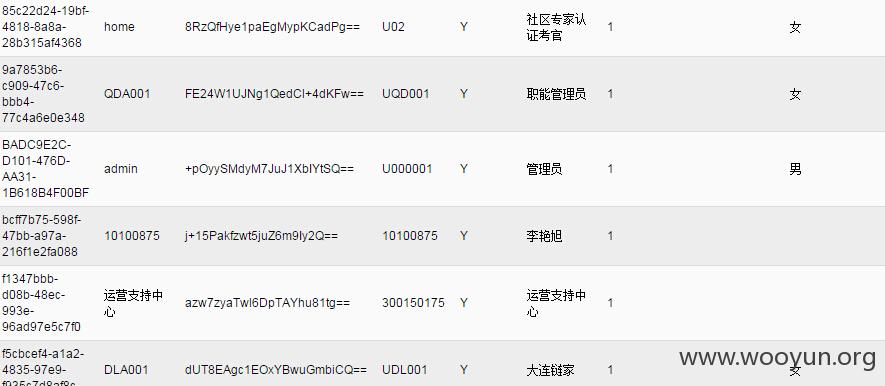 85c22d24-19bf-
4818-8a8a-
28b315af4368
home
8RzQfHye1paEgMypKCadPg==
U02
Y
社区专家认
证考官
1
女
9a7853b6-
c909-47c6-
bbb4-
77c4a6e0e348
QDA001
FE24W1UJNg1QedCI+4dKFw==
UQD001
Y
职能管理员
1
女
BADC9E2C-
D101-476D-
AA31-
1B618B4F00BF
admin
+pOyySMdyM7JuJ1XbIYtSQ==
U000001
Y
管理员
1
男
bcff7b75-598f-
47bb-a97a-
216f1e2fa088
10100875
j+15Pakfzwt5juZ6m9Iy2Q==
10100875
Y
李艳旭
1
f1347bbb-
d08b-48ec-
993e-
96ad97e5c7f0
运营支持中
心
azw7zyaTwl6DpTAYhu81tg==
300150175
Y
运营支持中
心
1
f5cbcef4-a1a2-
4835-97e9-
DLA001
dUT8EAgc1EOxYBwuGmbiCQ==
UDL001
Y
大连链家
1
女
www.wooyun.org